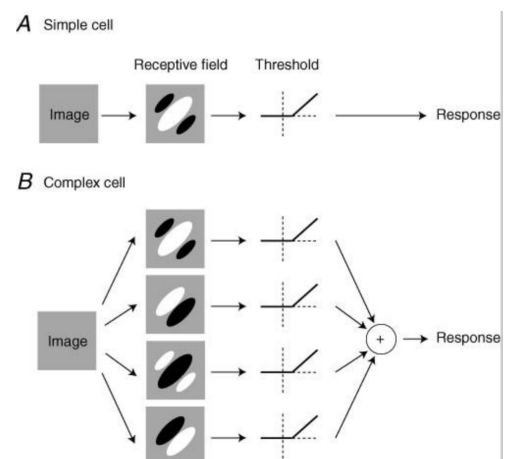 A Simple cell
Receptive field Threshold
Image
Response
B Complex cell
Image
+
Response